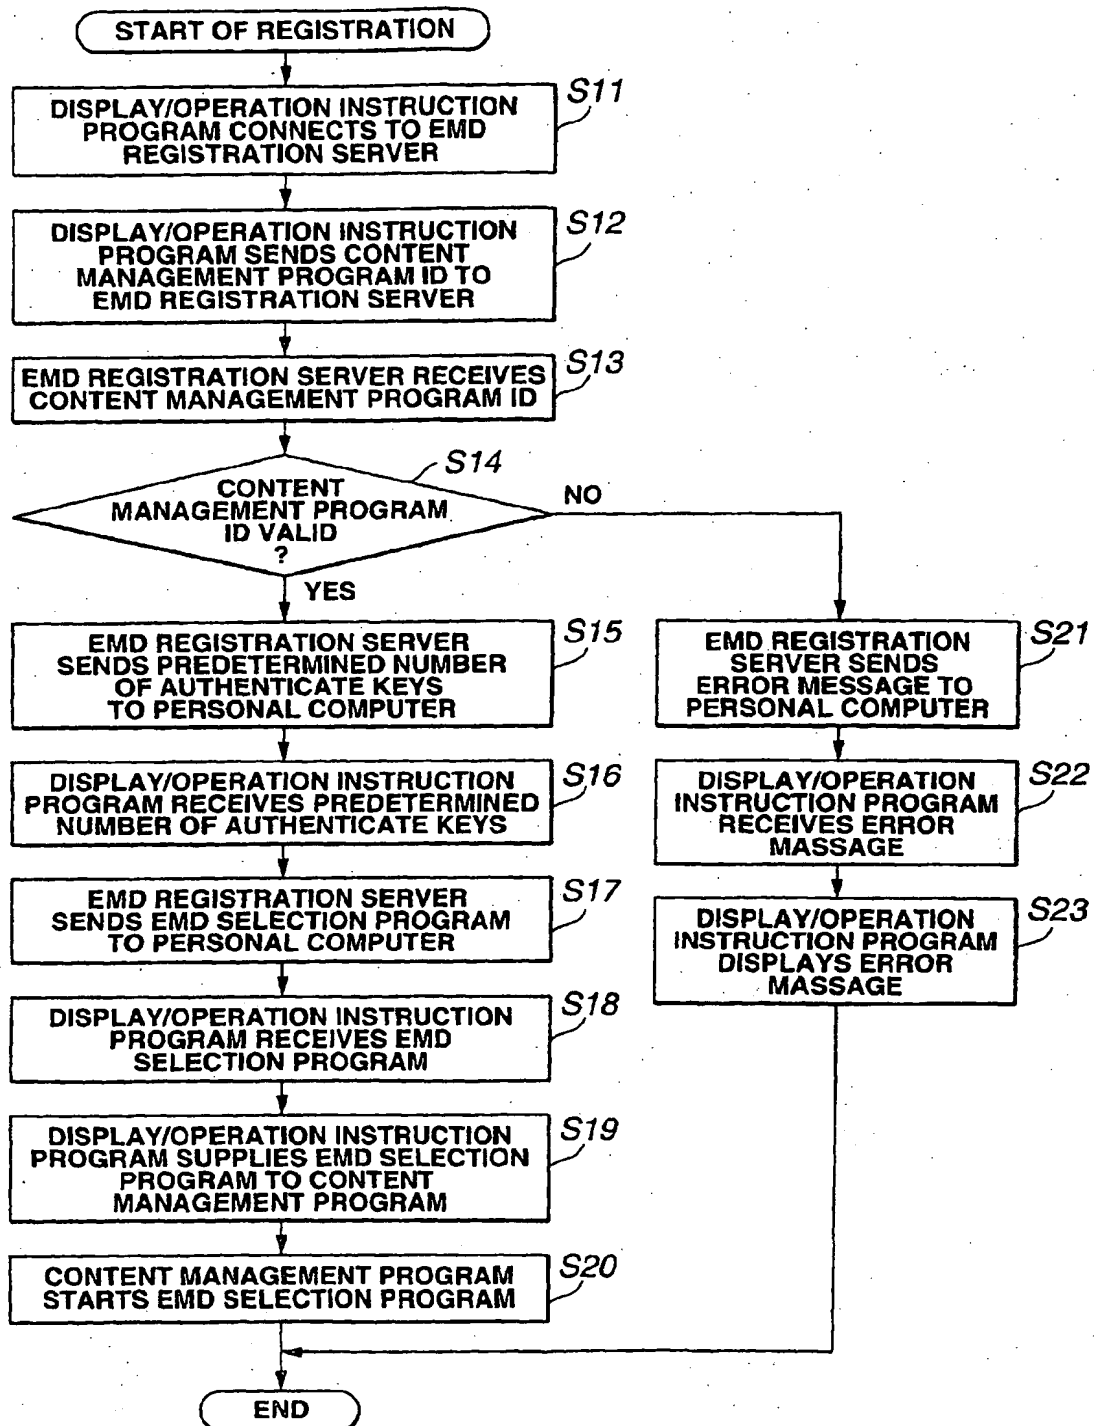 START OF REGISTRATION
S11
DISPLAY/OPERATION INSTRUCTION
PROGRAM CONNECTS TO EMD
REGISTRATION SERVER
S12
DISPLAY/OPERATION INSTRUCTION
PROGRAM SENDS CONTENT
MANAGEMENT PROGRAM ID TO
EMD REGISTRATION SERVER
S13
EMD REGISTRATION SERVER RECEIVES
CONTENT MANAGEMENT PROGRAM ID
S14
CONTENT
MANAGEMENT PROGRAM
ID VALID
?
NO
YES
S15
EMD REGISTRATION SERVER
SENDS PREDETERMINED NUMBER
OF AUTHENTICATE KEYS
TO PERSONAL COMPUTER
S16
DISPLAY/OPERATION INSTRUCTION
PROGRAM RECEIVES PREDETERMINED
NUMBER OF AUTHENTICATE KEYS
S17
EMD REGISTRATION SERVER
SENDS EMD SELECTION PROGRAM
TO PERSONAL COMPUTER
S18
DISPLAY/OPERATION INSTRUCTION
PROGRAM RECEIVES EMD
SELECTION PROGRAM
S19
DISPLAY/OPERATION INSTRUCTION
PROGRAM SUPPLIES EMD SELECTION
PROGRAM TO CONTENT
MANAGEMENT PROGRAM
S20
CONTENT MANAGEMENT PROGRAM
STARTS EMD SELECTION PROGRAM
S21
EMD REGISTRATION
SERVER SENDS
ERROR MESSAGE TO
PERSONAL COMPUTER
S22
DISPLAY/OPERATION
INSTRUCTION PROGRAM
RECEIVES ERROR
MASSAGE
S23
DISPLAY/OPERATION
INSTRUCTION PROGRAM
DISPLAYS ERROR
MASSAGE
END